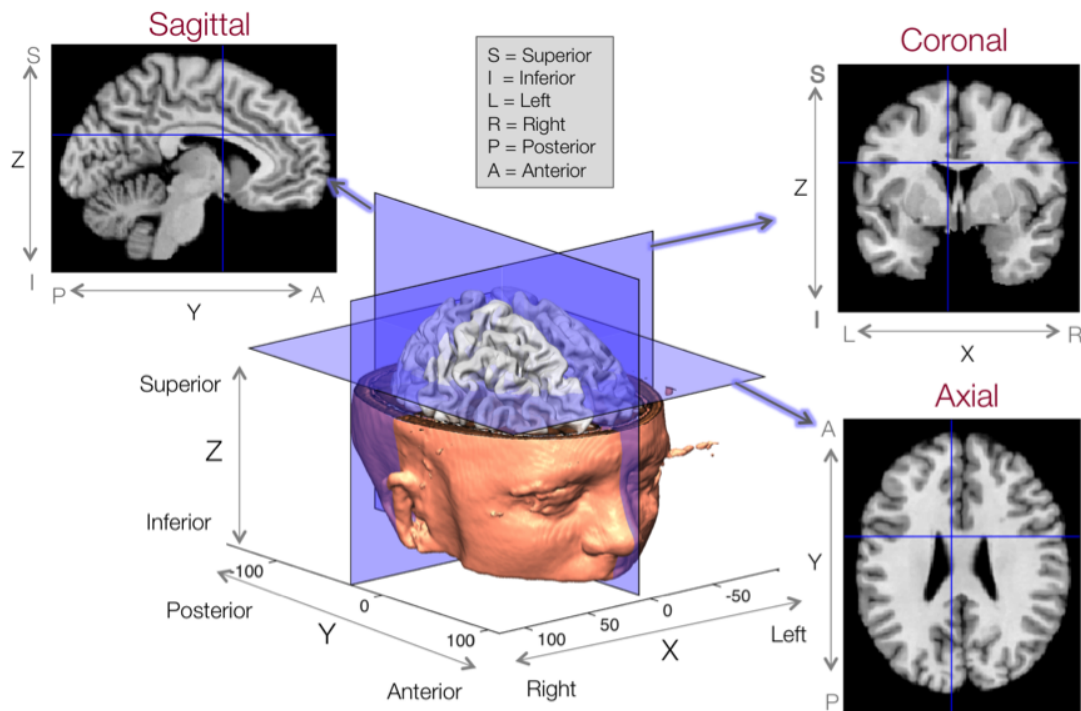 Sagittal
S
Z
I
P
A
Y
S = Superior
I = Inferior
L = Left
R = Right
P = Posterior
A = Anterior
Coronal
S
Z
I
L
R
X
Superior
Z
Inferior
-100
0
100
Posterior
Y
Anterior
100
50
0
-50
Left
X
Right
Axial
A
Y
P